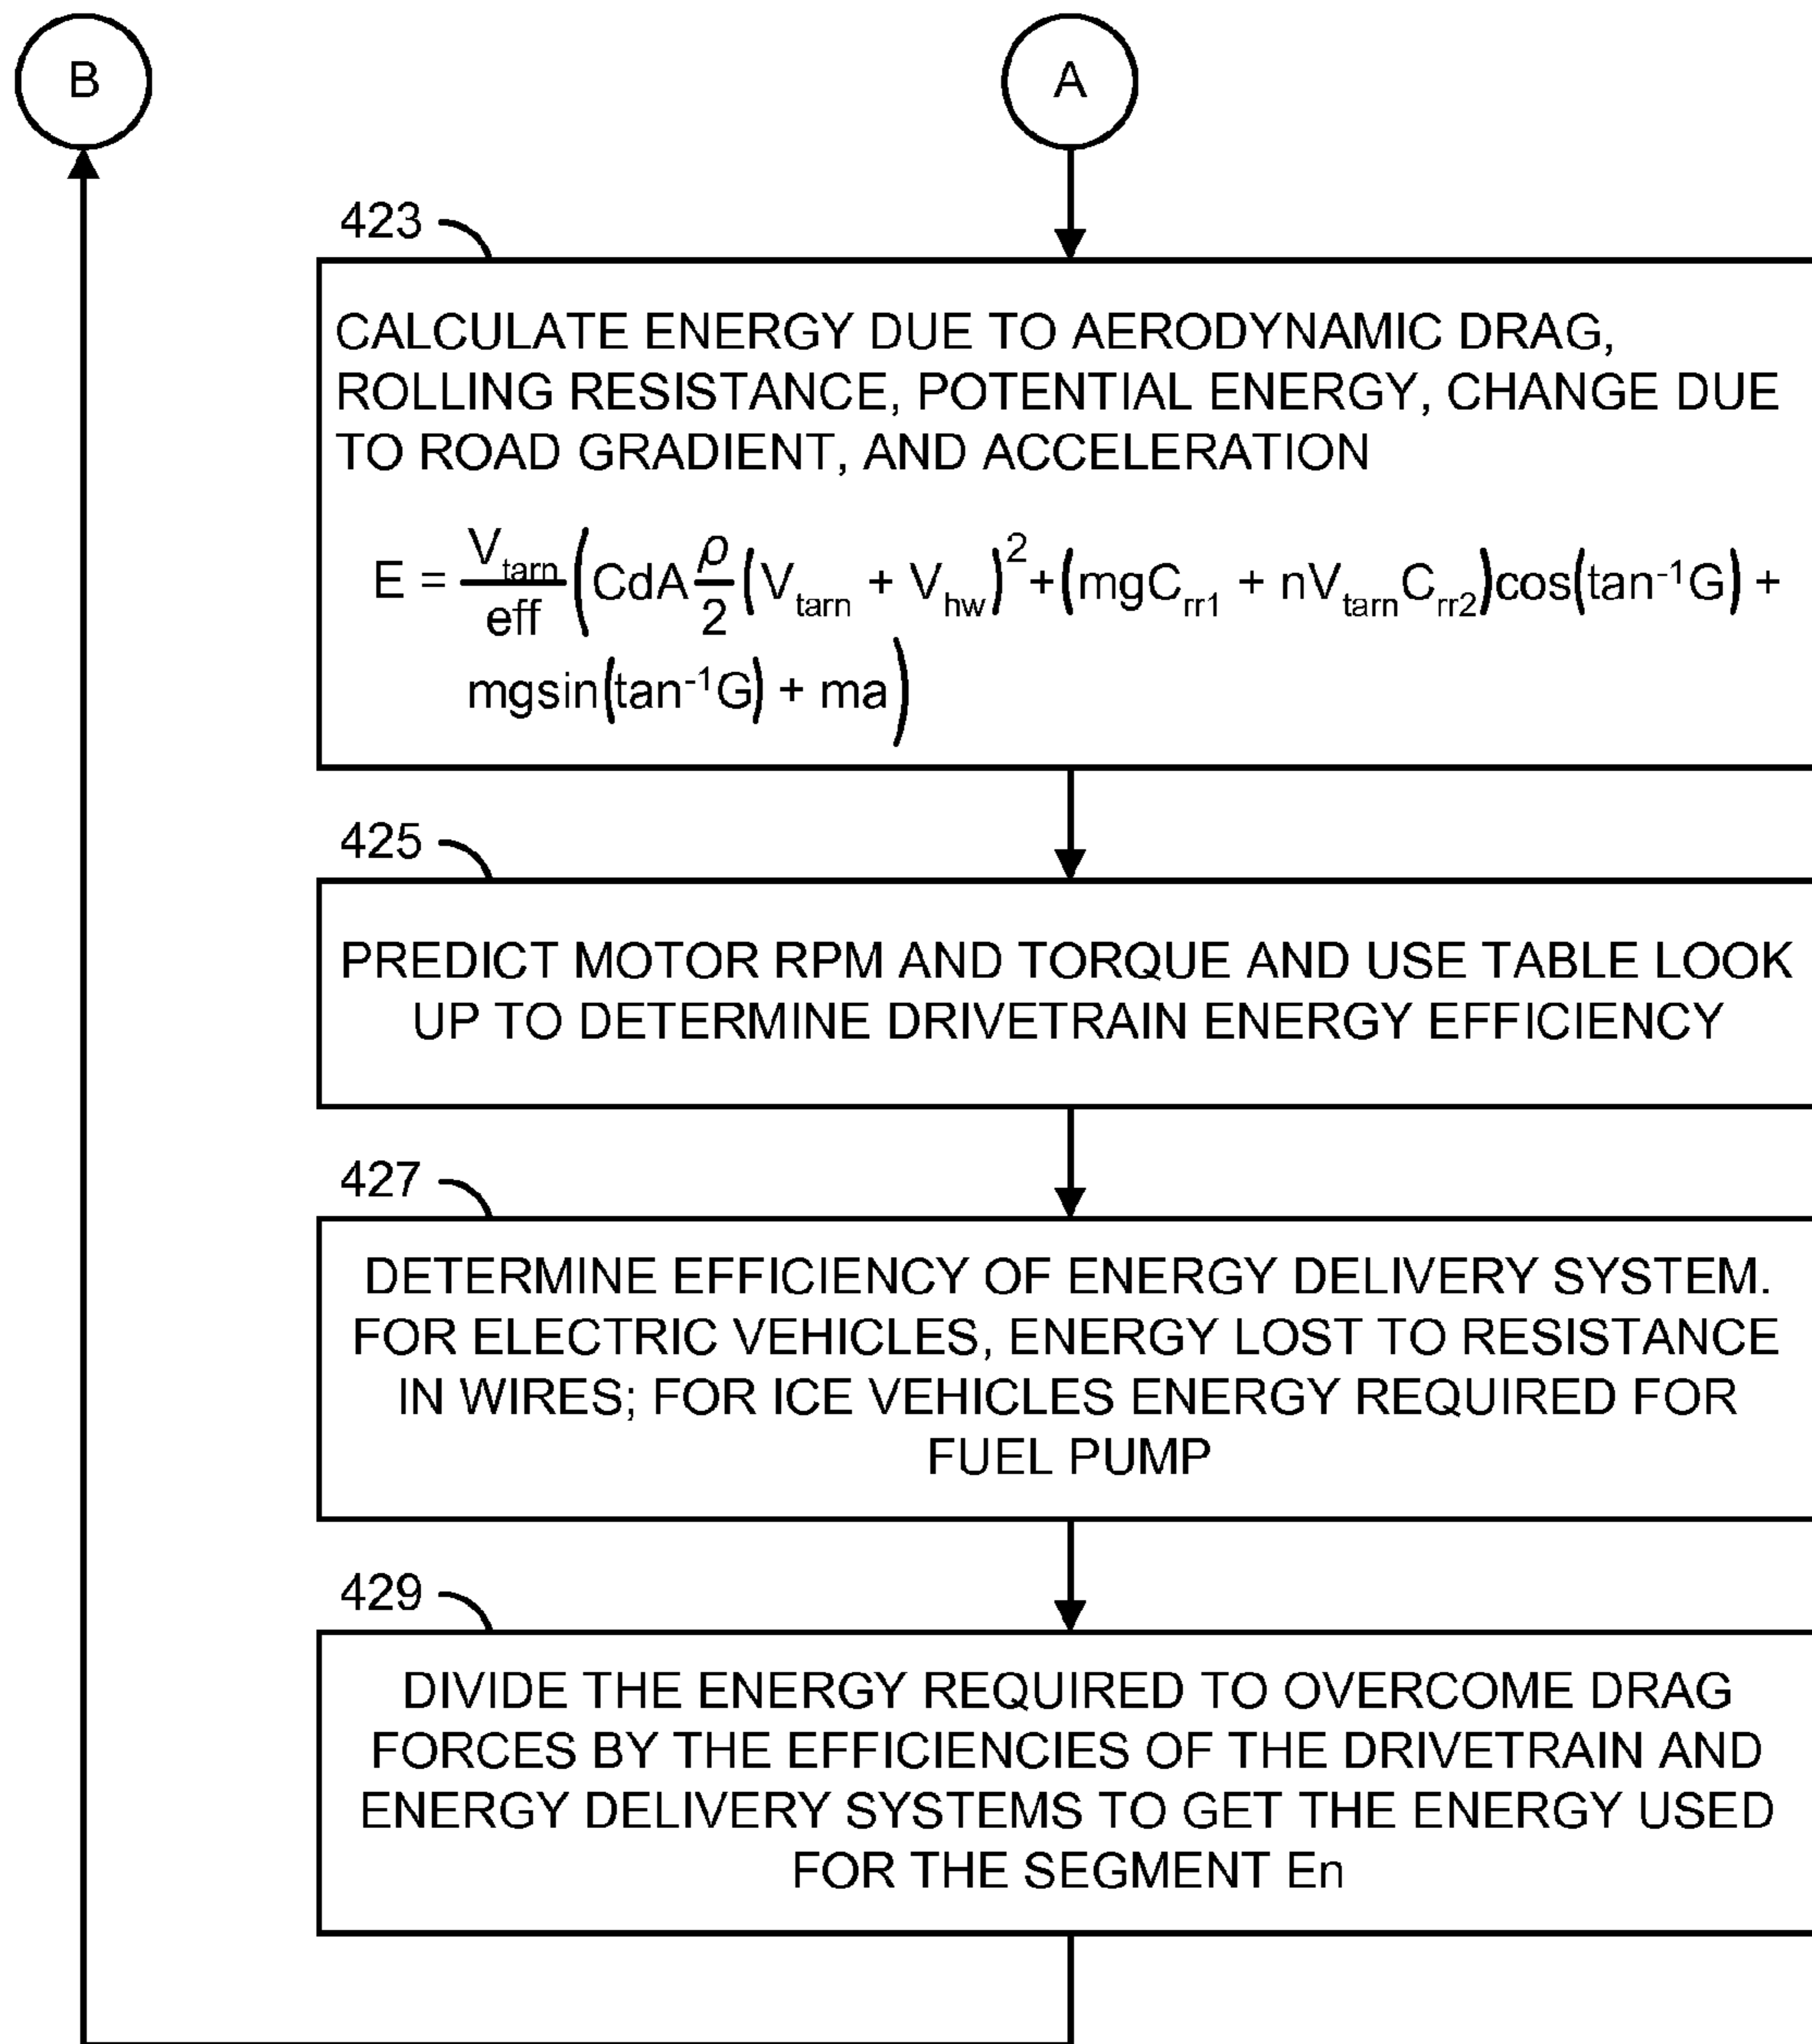 B
A
423
CALCULATE ENERGY DUE TO AERODYNAMIC DRAG,
ROLLING RESISTANCE, POTENTIAL ENERGY, CHANGE DUE
TO ROAD GRADIENT, AND ACCELERATION
E = V_tarn/eff (CdA ρ/2 (V_tarn + V_hw)² + (mgC_rr1 + nV_tarn C_rr2)cos(tan⁻¹G) +
mgsin(tan⁻¹G) + ma)
425
PREDICT MOTOR RPM AND TORQUE AND USE TABLE LOOK
UP TO DETERMINE DRIVETRAIN ENERGY EFFICIENCY
427
DETERMINE EFFICIENCY OF ENERGY DELIVERY SYSTEM.
FOR ELECTRIC VEHICLES, ENERGY LOST TO RESISTANCE
IN WIRES; FOR ICE VEHICLES ENERGY REQUIRED FOR
FUEL PUMP
429
DIVIDE THE ENERGY REQUIRED TO OVERCOME DRAG
FORCES BY THE EFFICIENCIES OF THE DRIVETRAIN AND
ENERGY DELIVERY SYSTEMS TO GET THE ENERGY USED
FOR THE SEGMENT En